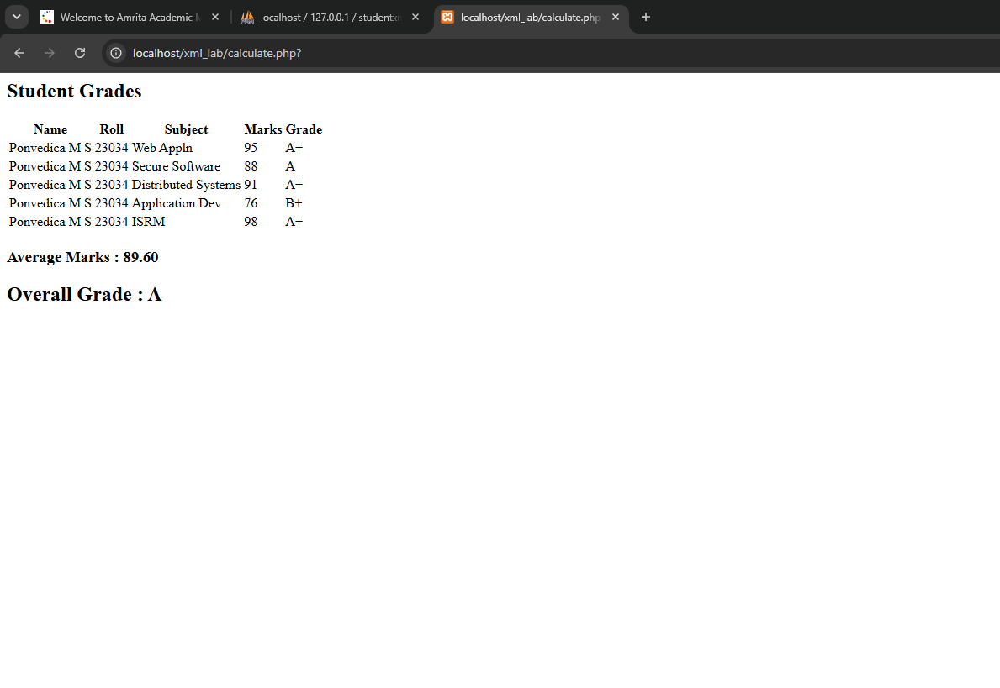 Welcome to Amrita Academic
localhost / 127.0.0.1 / studentx
localhost/xml_lab/calculate.php
localhost/xml_lab/calculate.php?
Student Grades
Name Roll Subject Marks Grade
Ponvedica M S 23034 Web Appln 95 A+
Ponvedica M S 23034 Secure Software 88 A
Ponvedica M S 23034 Distributed Systems 91 A+
Ponvedica M S 23034 Application Dev 76 B+
Ponvedica M S 23034 ISRM 98 A+
Average Marks : 89.60
Overall Grade : A